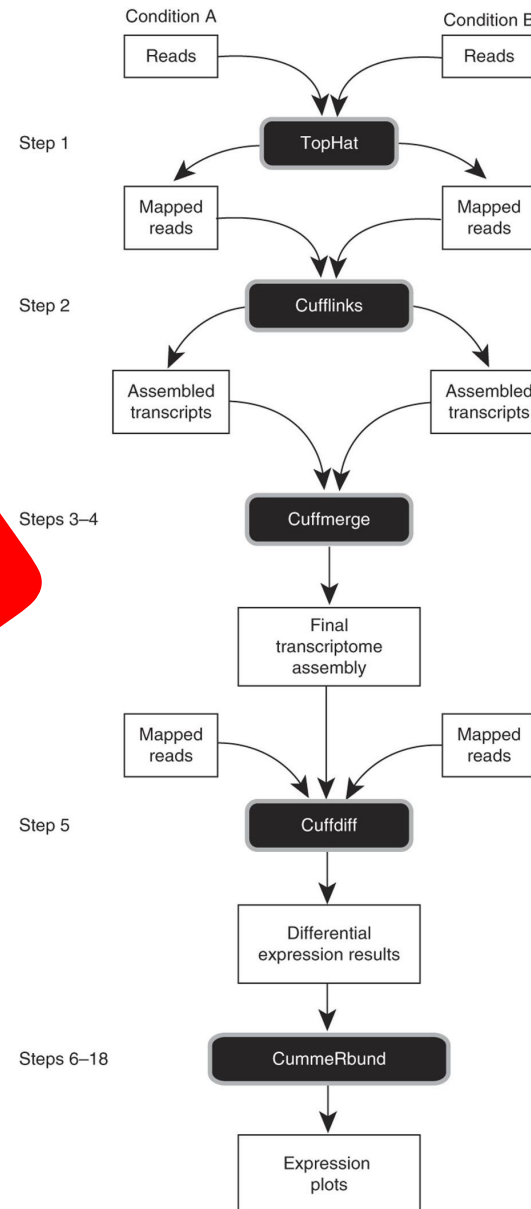 Condition A
Condition B
Reads
Reads
Step 1
TopHat
Mapped
reads
Mapped
reads
Step 2
Cufflinks
Assembled
transcripts
Assembled
transcripts
Steps 3–4
Cuffmerge
Final
transcriptome
assembly
Mapped
reads
Mapped
reads
Step 5
Cuffdiff
Differential
expression results
Steps 6–18
CummeRbund
Expression
plots